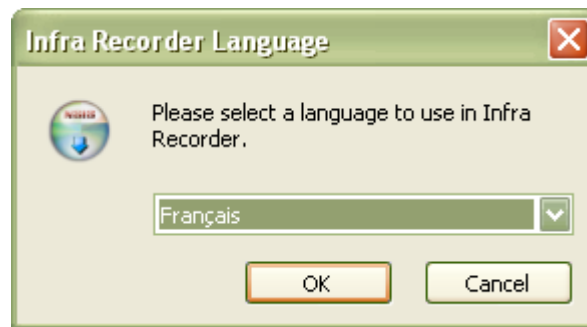 Infra Recorder Language
Please select a language to use in Infra
Recorder.
Français
OK
Cancel